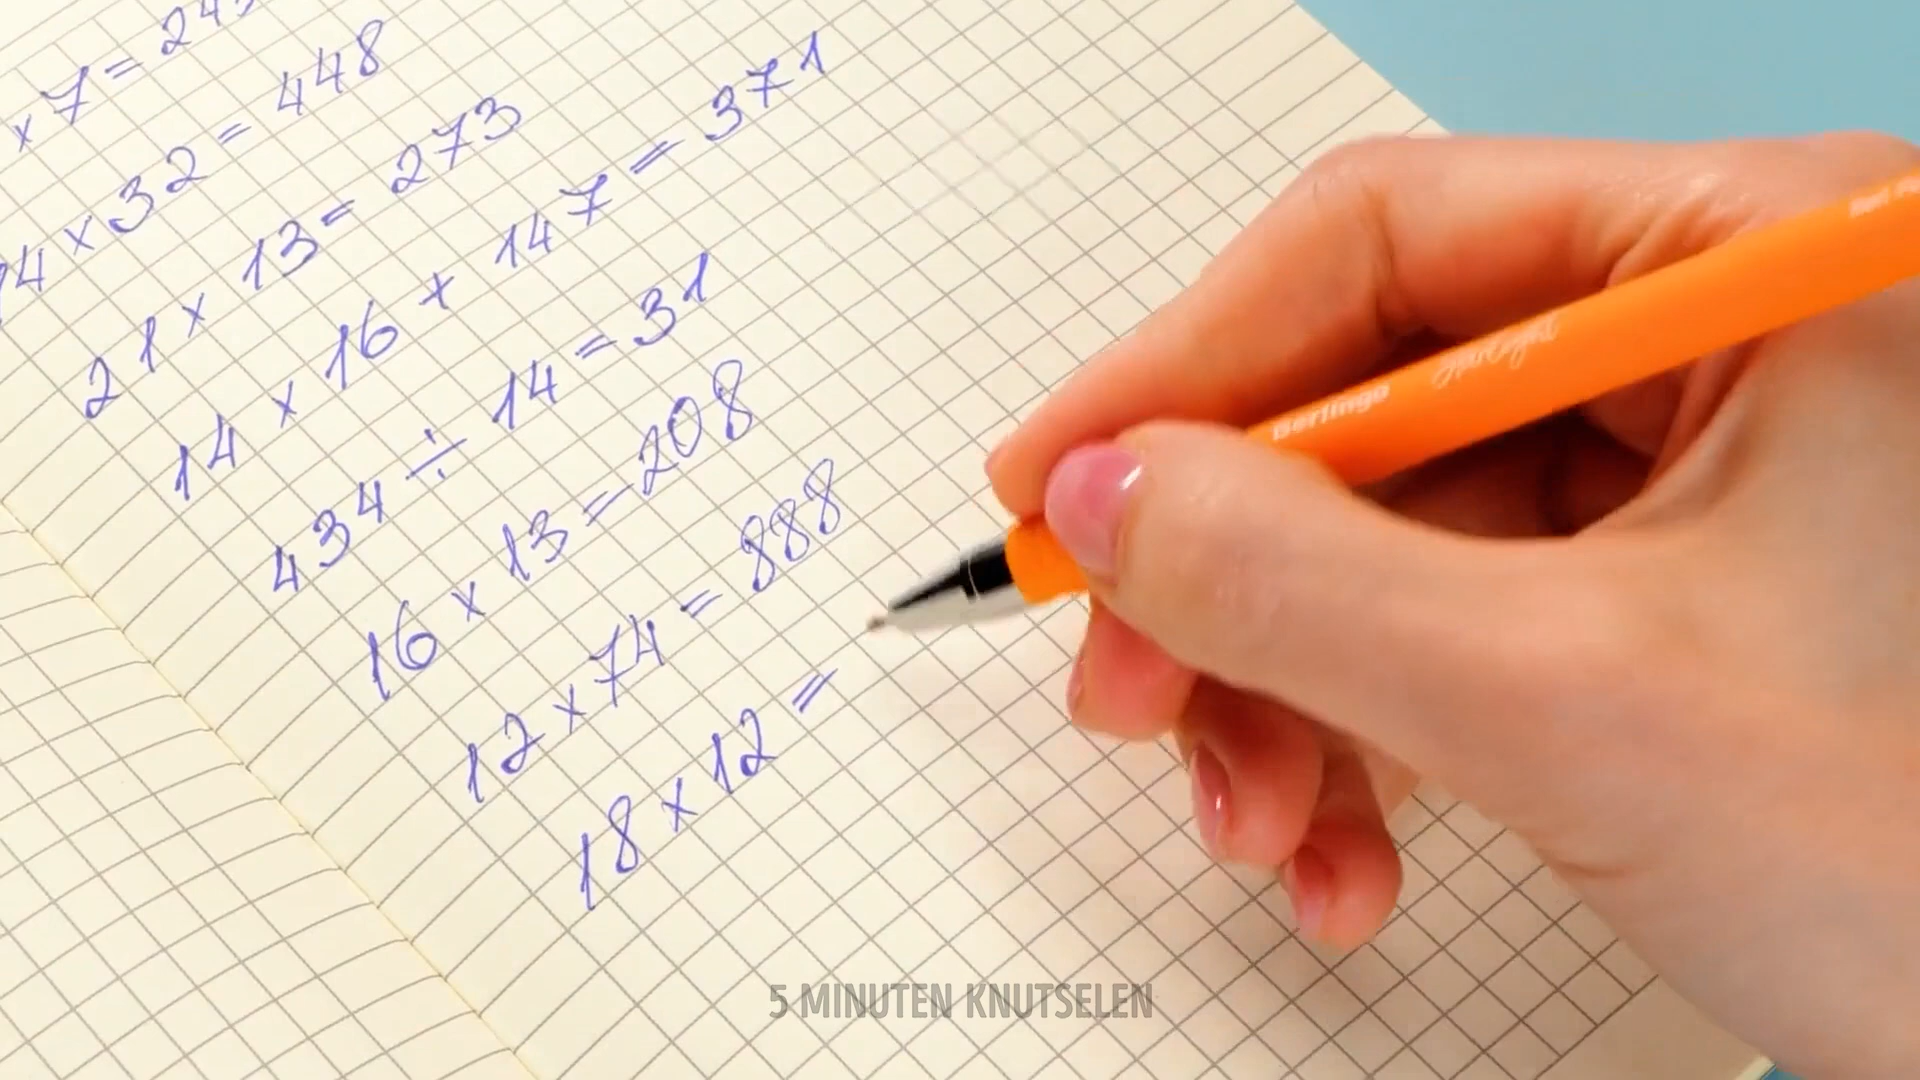 × 7 = 24
14 × 32 = 448
21 × 13 = 273
14 × 16 + 147 = 371
434 ÷ 14 = 31
16 × 13 = 208
12 × 74 = 888
18 × 12 =
Berlingo
5 MINUTEN KNUTSELEN